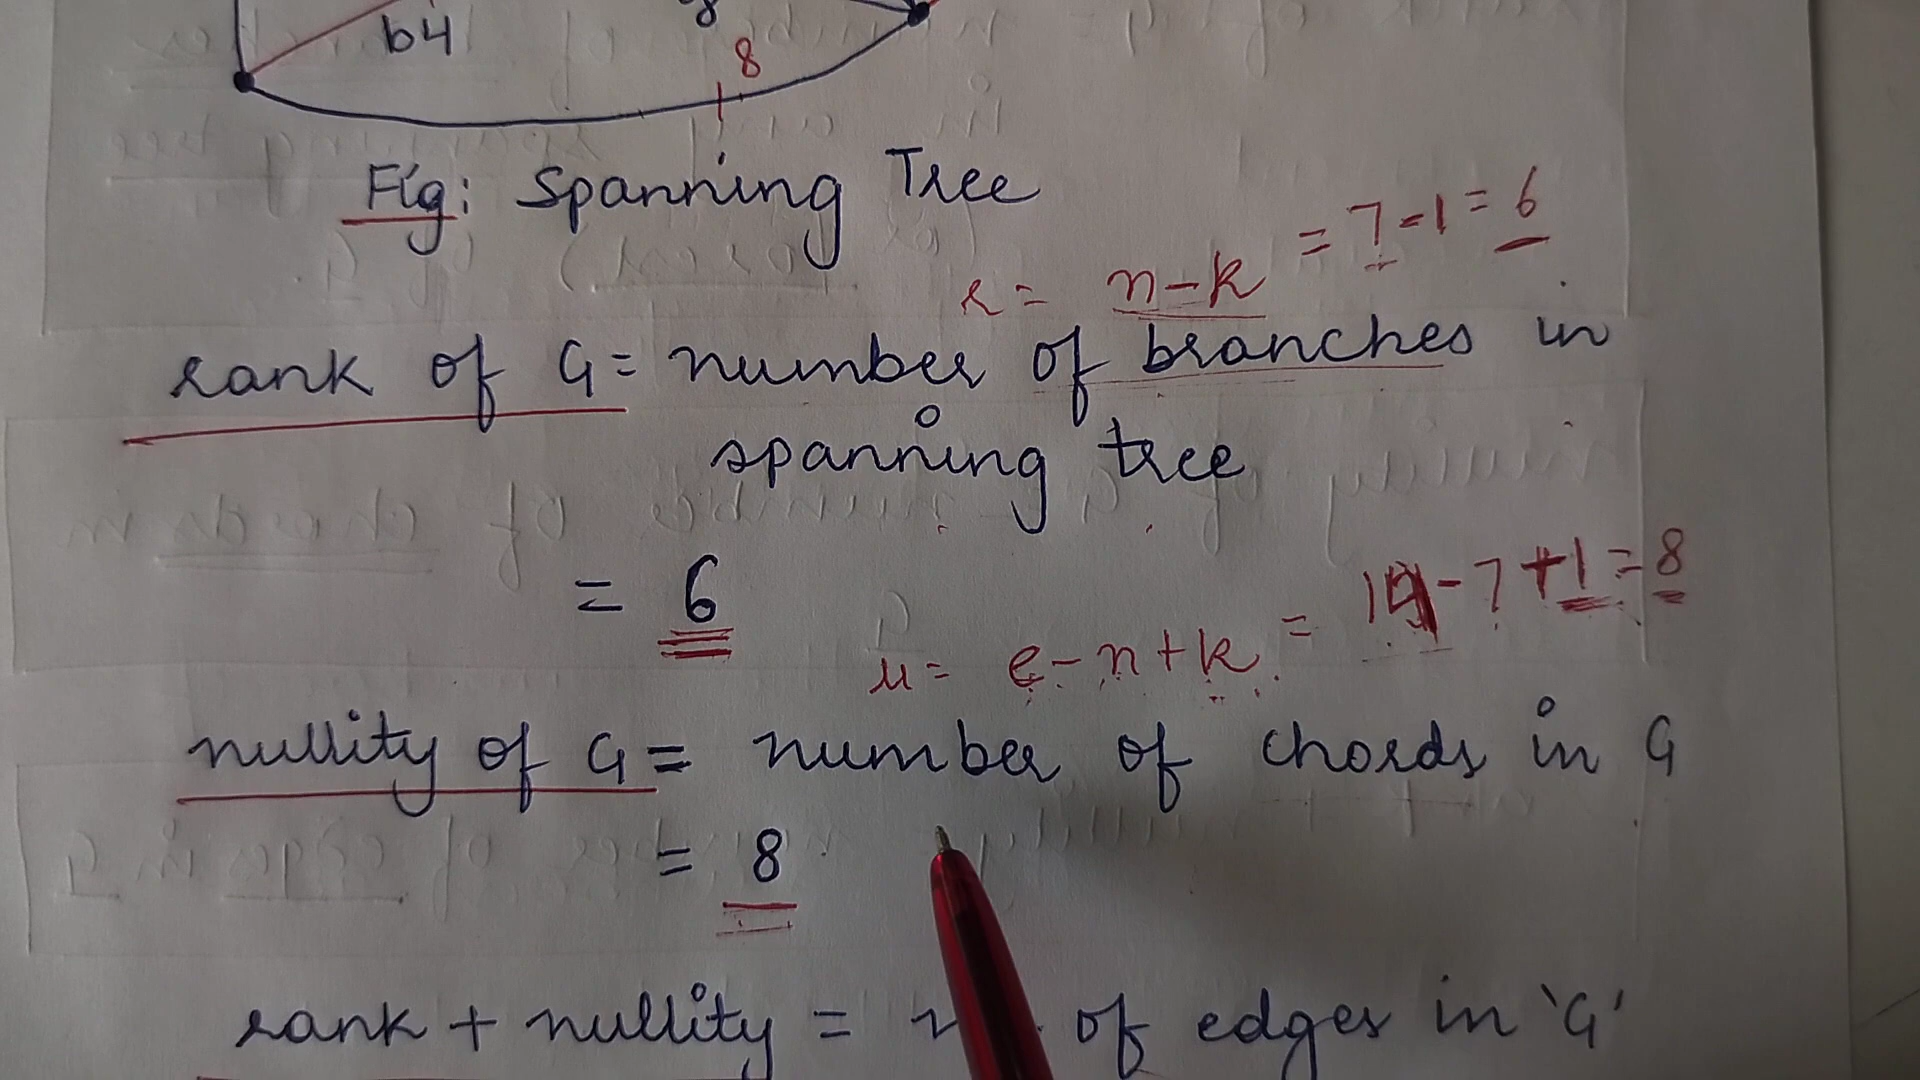 b4
8
Fig: Spanning Tree
r = n-k = 7-1 = 6
rank of G = number of branches in
spanning tree
= 6
μ = e-n+k = 14-7+1 = 8
nullity of G = number of chords in G
= 8
rank + nullity = of edges in 'G'